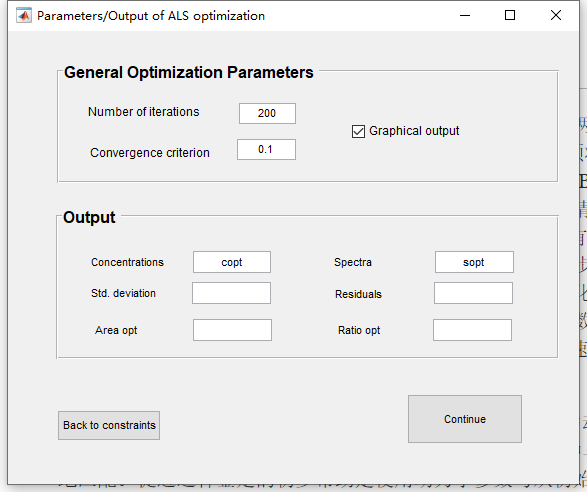 Parameters/Output of ALS optimization
General Optimization Parameters
Number of iterations 200
Graphical output
Convergence criterion 0.1
Output
Concentrations copt Spectra sopt
Std. deviation Residuals
Area opt Ratio opt
Back to constraints Continue